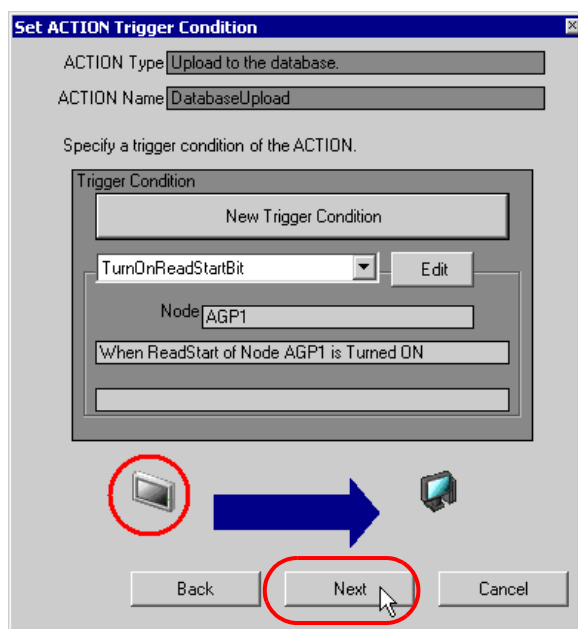 Set ACTION Trigger Condition
ACTION Type Upload to the database.
ACTION Name DatabaseUpload
Specify a trigger condition of the ACTION.
Trigger Condition
New Trigger Condition
TurnOnReadStartBit Edit
Node AGP1
When ReadStart of Node AGP1 is Turned ON
Back Next Cancel